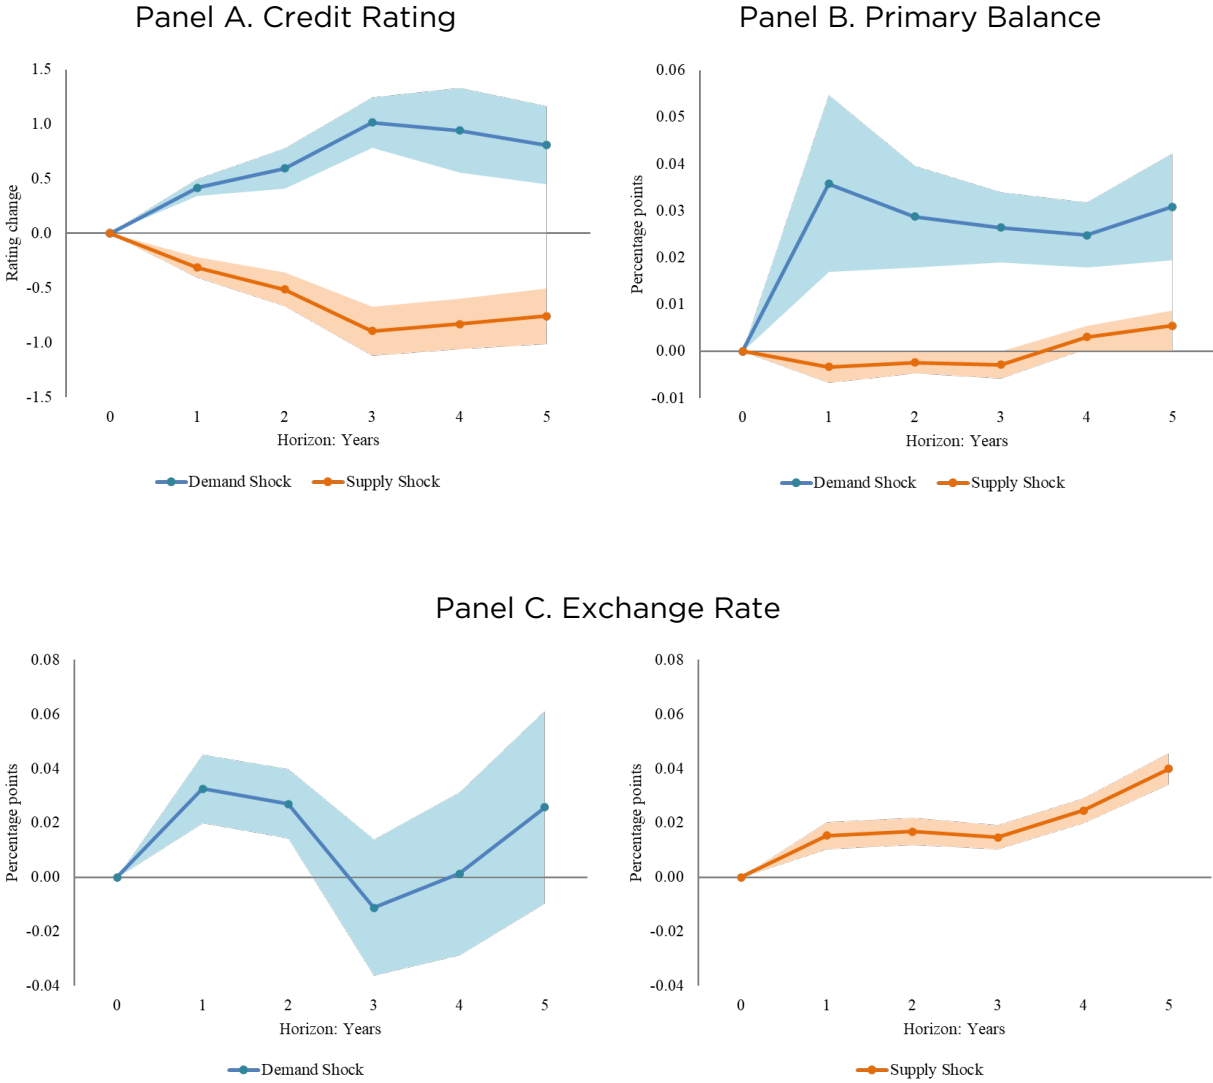 Panel A. Credit Rating
Rating change
1.5
1.0
0.5
0.0
-0.5
-1.0
-1.5
0 1 2 3 4 5
Horizon: Years
Demand Shock Supply Shock
Panel B. Primary Balance
Percentage points
0.06
0.05
0.04
0.03
0.02
0.01
0.00
-0.01
0 1 2 3 4 5
Horizon: Years
Demand Shock Supply Shock
Panel C. Exchange Rate
Percentage points
0.08
0.06
0.04
0.02
0.00
-0.02
-0.04
0 1 2 3 4 5
Horizon: Years
Demand Shock
Percentage points
0.08
0.06
0.04
0.02
0.00
-0.02
-0.04
0 1 2 3 4 5
Horizon: Years
Supply Shock